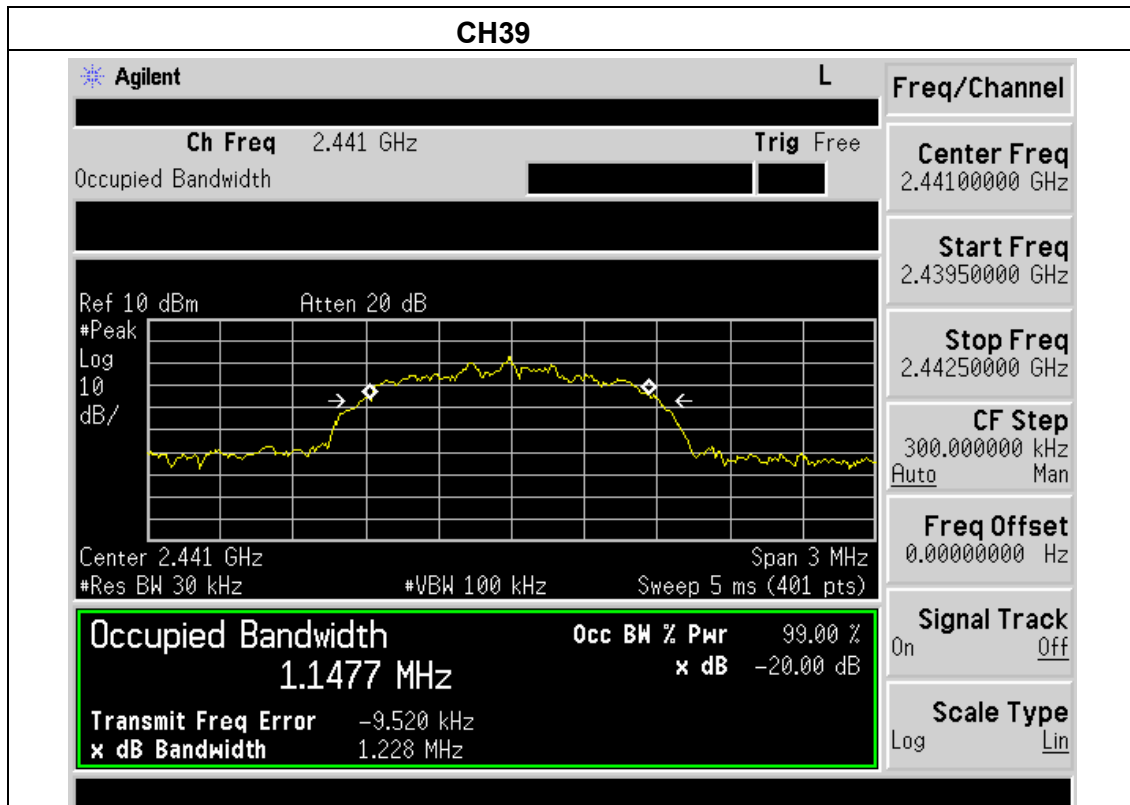 CH39
Agilent L
Ch Freq 2.441 GHz Trig Free
Occupied Bandwidth
Ref 10 dBm Atten 20 dB
#Peak
Log
10
dB/
Center 2.441 GHz Span 3 MHz
#Res BW 30 kHz #VBW 100 kHz Sweep 5 ms (401 pts)
Occupied Bandwidth Occ BW % Pwr 99.00 %
1.1477 MHz x dB -20.00 dB
Transmit Freq Error -9.520 kHz
x dB Bandwidth 1.228 MHz
Freq/Channel
Center Freq
2.44100000 GHz
Start Freq
2.43950000 GHz
Stop Freq
2.44250000 GHz
CF Step
300.000000 kHz
Auto Man
Freq Offset
0.00000000 Hz
Signal Track
On Off
Scale Type
Log Lin